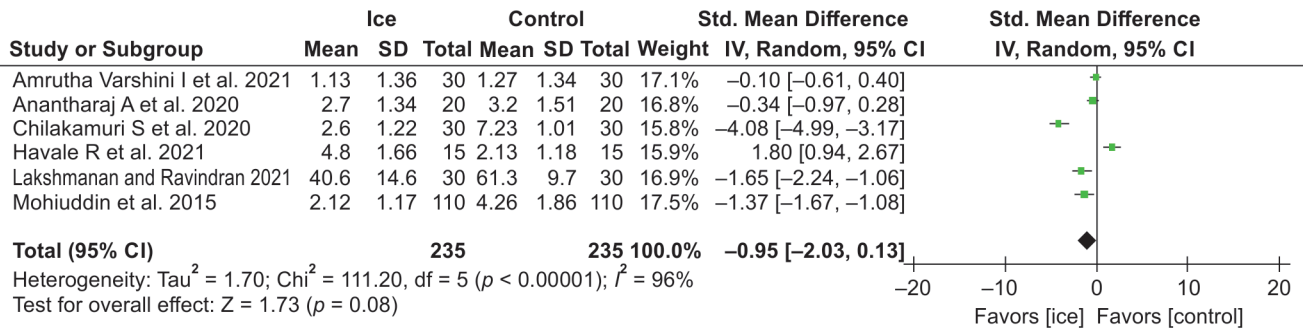 Ice Control Std. Mean Difference Std. Mean Difference
Study or Subgroup Mean SD Total Mean SD Total Weight IV, Random, 95% CI IV, Random, 95% CI
Amrutha Varshini I et al. 2021 1.13 1.36 30 1.27 1.34 30 17.1% –0.10 [–0.61, 0.40]
Anantharaj A et al. 2020 2.7 1.34 20 3.2 1.51 20 16.8% –0.34 [–0.97, 0.28]
Chilakamuri S et al. 2020 2.6 1.22 30 7.23 1.01 30 15.8% –4.08 [–4.99, –3.17]
Havale R et al. 2021 4.8 1.66 15 2.13 1.18 15 15.9% 1.80 [0.94, 2.67]
Lakshmanan and Ravindran 2021 40.6 14.6 30 61.3 9.7 30 16.9% –1.65 [–2.24, –1.06]
Mohiuddin et al. 2015 2.12 1.17 110 4.26 1.86 110 17.5% –1.37 [–1.67, –1.08]
Total (95% CI) 235 235 100.0% –0.95 [–2.03, 0.13]
Heterogeneity: Tau² = 1.70; Chi² = 111.20, df = 5 (p < 0.00001); I² = 96%
Test for overall effect: Z = 1.73 (p = 0.08)
–20 –10 0 10 20
Favors [ice] Favors [control]